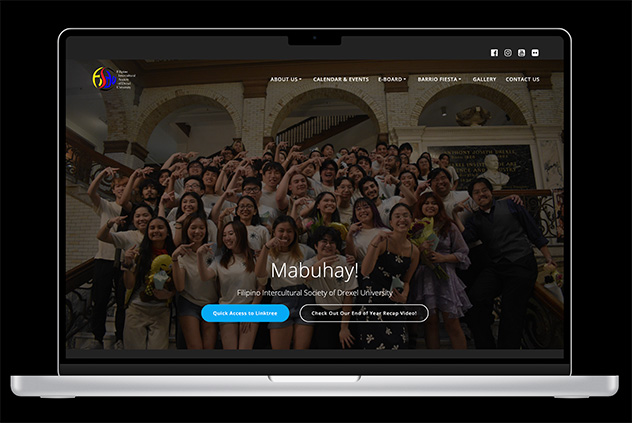 Filipino
Intercultural
Society
of Drexel
University
ABOUT US
CALENDAR & EVENTS
E-BOARD
BARRIO FIESTA
GALLERY
CONTACT US
Mabuhay!
Filipino Intercultural Society of Drexel University
Quick Access to Linktree
Check Out Our End of Year Recap Video!